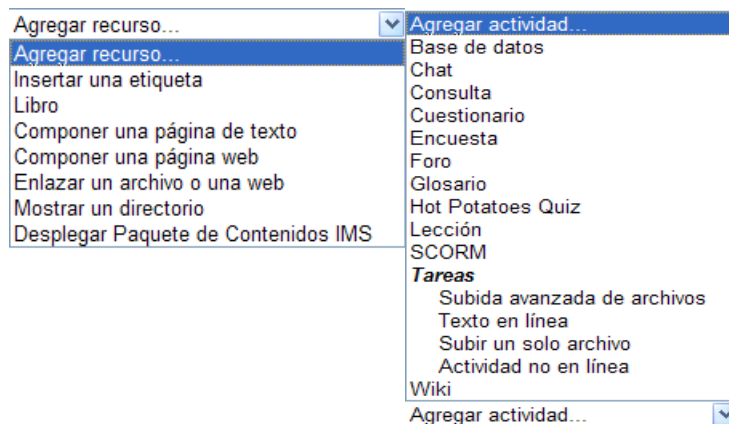 Agregar recurso...
Agregar recurso...
Insertar una etiqueta
Libro
Componer una página de texto
Componer una página web
Enlazar un archivo o una web
Mostrar un directorio
Desplegar Paquete de Contenidos IMS
Agregar actividad...
Base de datos
Chat
Consulta
Cuestionario
Encuesta
Foro
Glosario
Hot Potatoes Quiz
Lección
SCORM
Tareas
Subida avanzada de archivos
Texto en línea
Subir un solo archivo
Actividad no en línea
Wiki
Agregar actividad...